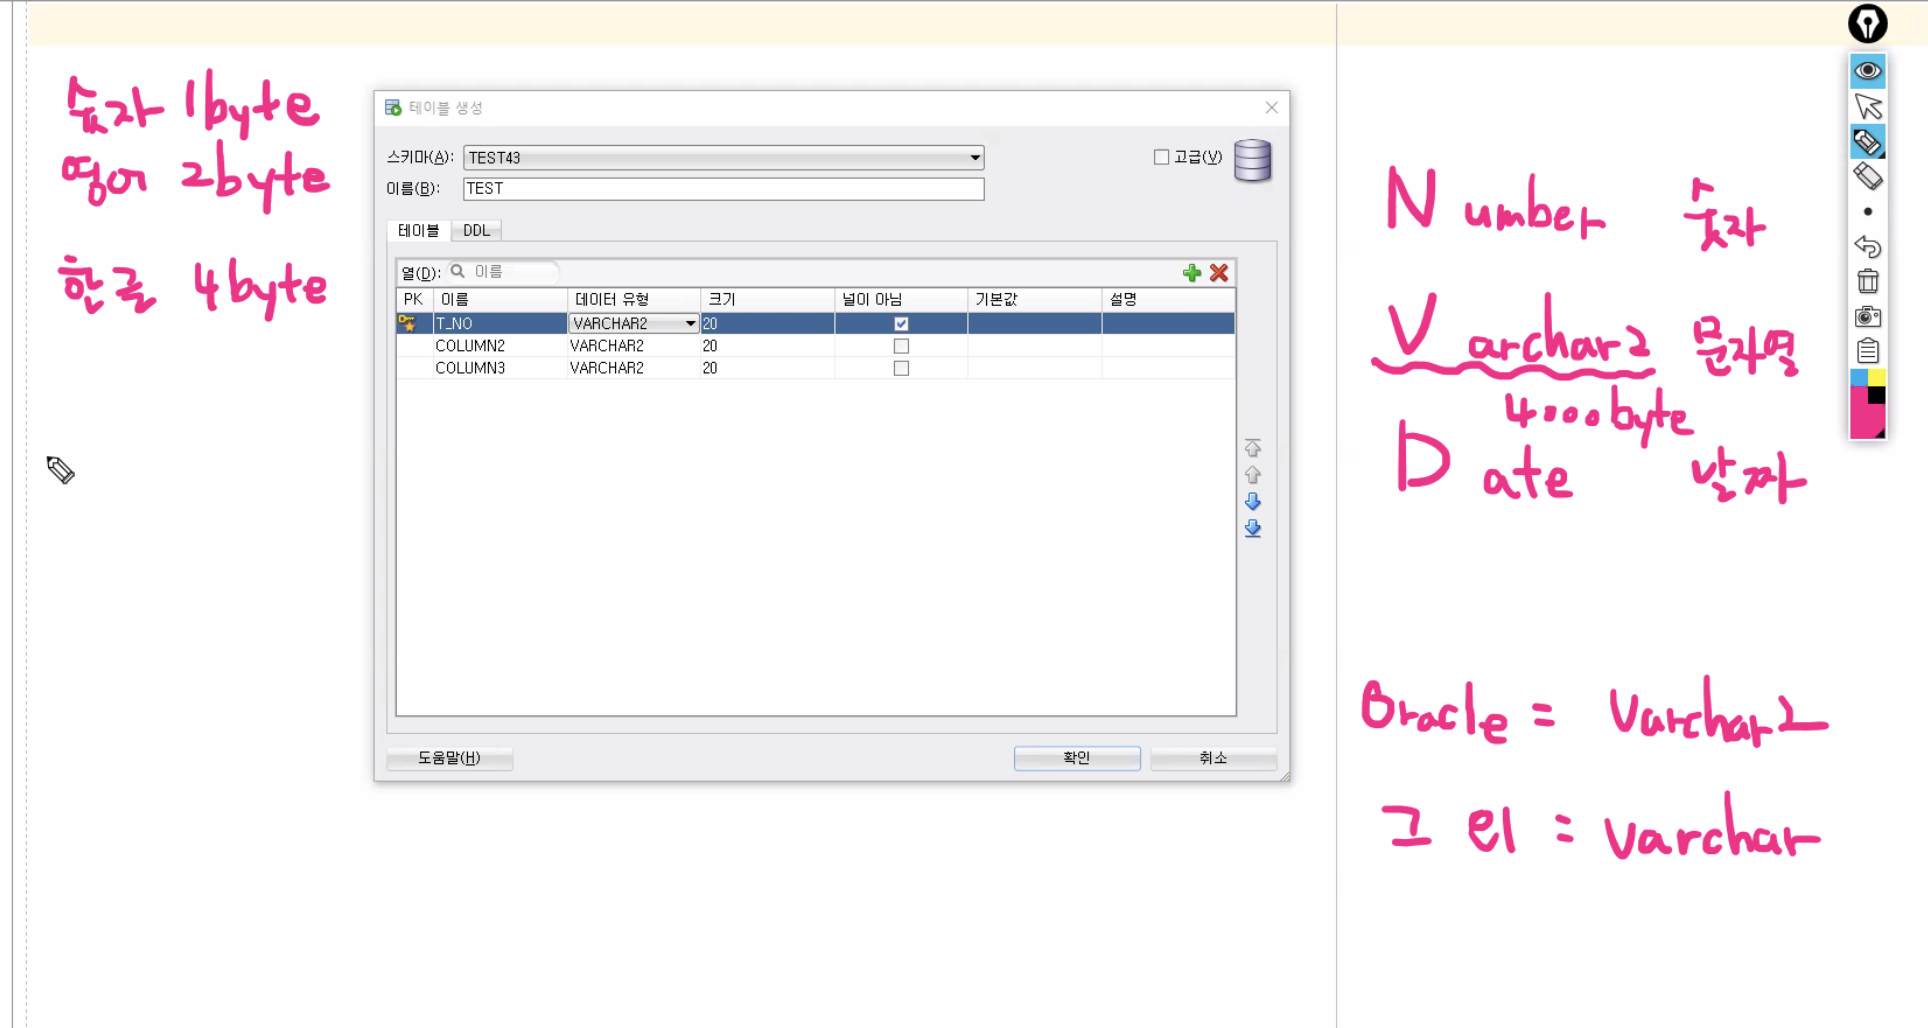 숫자 1byte
영어 2byte
한글 4byte
테이블 생성
스키마(A): TEST43
고급(V)
이름(B): TEST
테이블 DDL
열(D): 이름
PK 이름 데이터 유형 크기 널이 아님 기본값 설명
T_NO VARCHAR2 20
COLUMN2 VARCHAR2 20
COLUMN3 VARCHAR2 20
도움말(H) 확인 취소
Number 숫자
Varchar2 문자열
4000byte
Date 날짜
Oracle = Varchar2
그 외 = Varchar